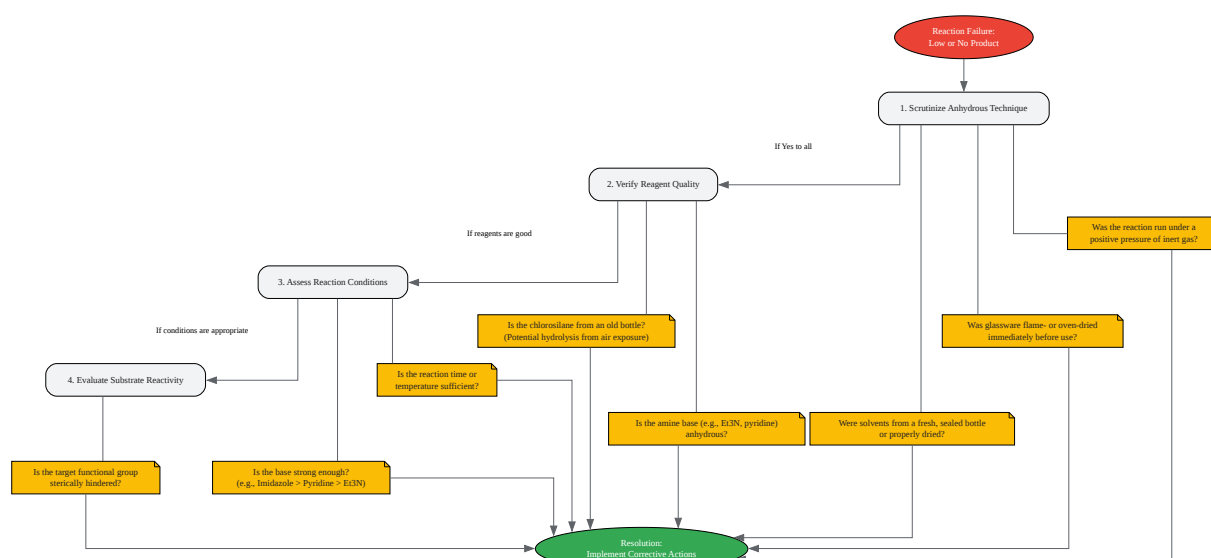 Reaction Failure:
Low or No Product
1. Scrutinize Anhydrous Technique
If Yes to all
2. Verify Reagent Quality
Was the reaction run under a
positive pressure of inert gas?
If reagents are good
3. Assess Reaction Conditions
Is the chlorosilane from an old bottle?
(Potential hydrolysis from air exposure)
Was glassware flame- or oven-dried
immediately before use?
If conditions are appropriate
4. Evaluate Substrate Reactivity
Is the reaction time or
temperature sufficient?
Is the amine base (e.g., Et3N, pyridine)
anhydrous?
Were solvents from a fresh, sealed bottle
or properly dried?
Is the target functional group
sterically hindered?
Is the base strong enough?
(e.g., Imidazole > Pyridine > Et3N)
Resolution:
Implement Corrective Actions